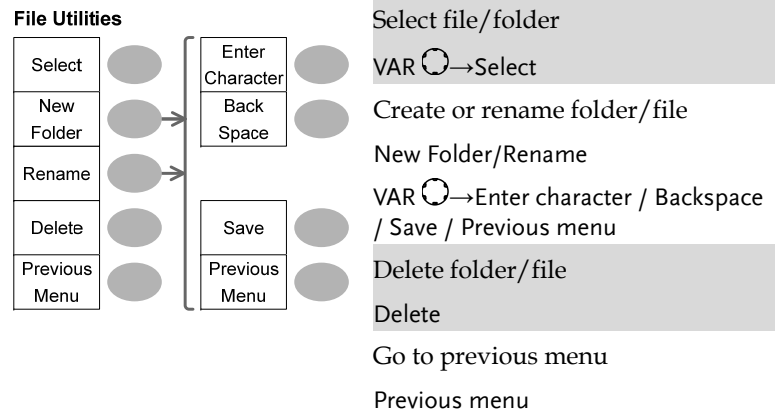 File Utilities
Select
New
Folder
Rename
Delete
Previous
Menu
Enter
Character
Back
Space
Save
Previous
Menu
Select file/folder
VAR →Select
Create or rename folder/file
New Folder/Rename
VAR →Enter character / Backspace
/ Save / Previous menu
Delete folder/file
Delete
Go to previous menu
Previous menu